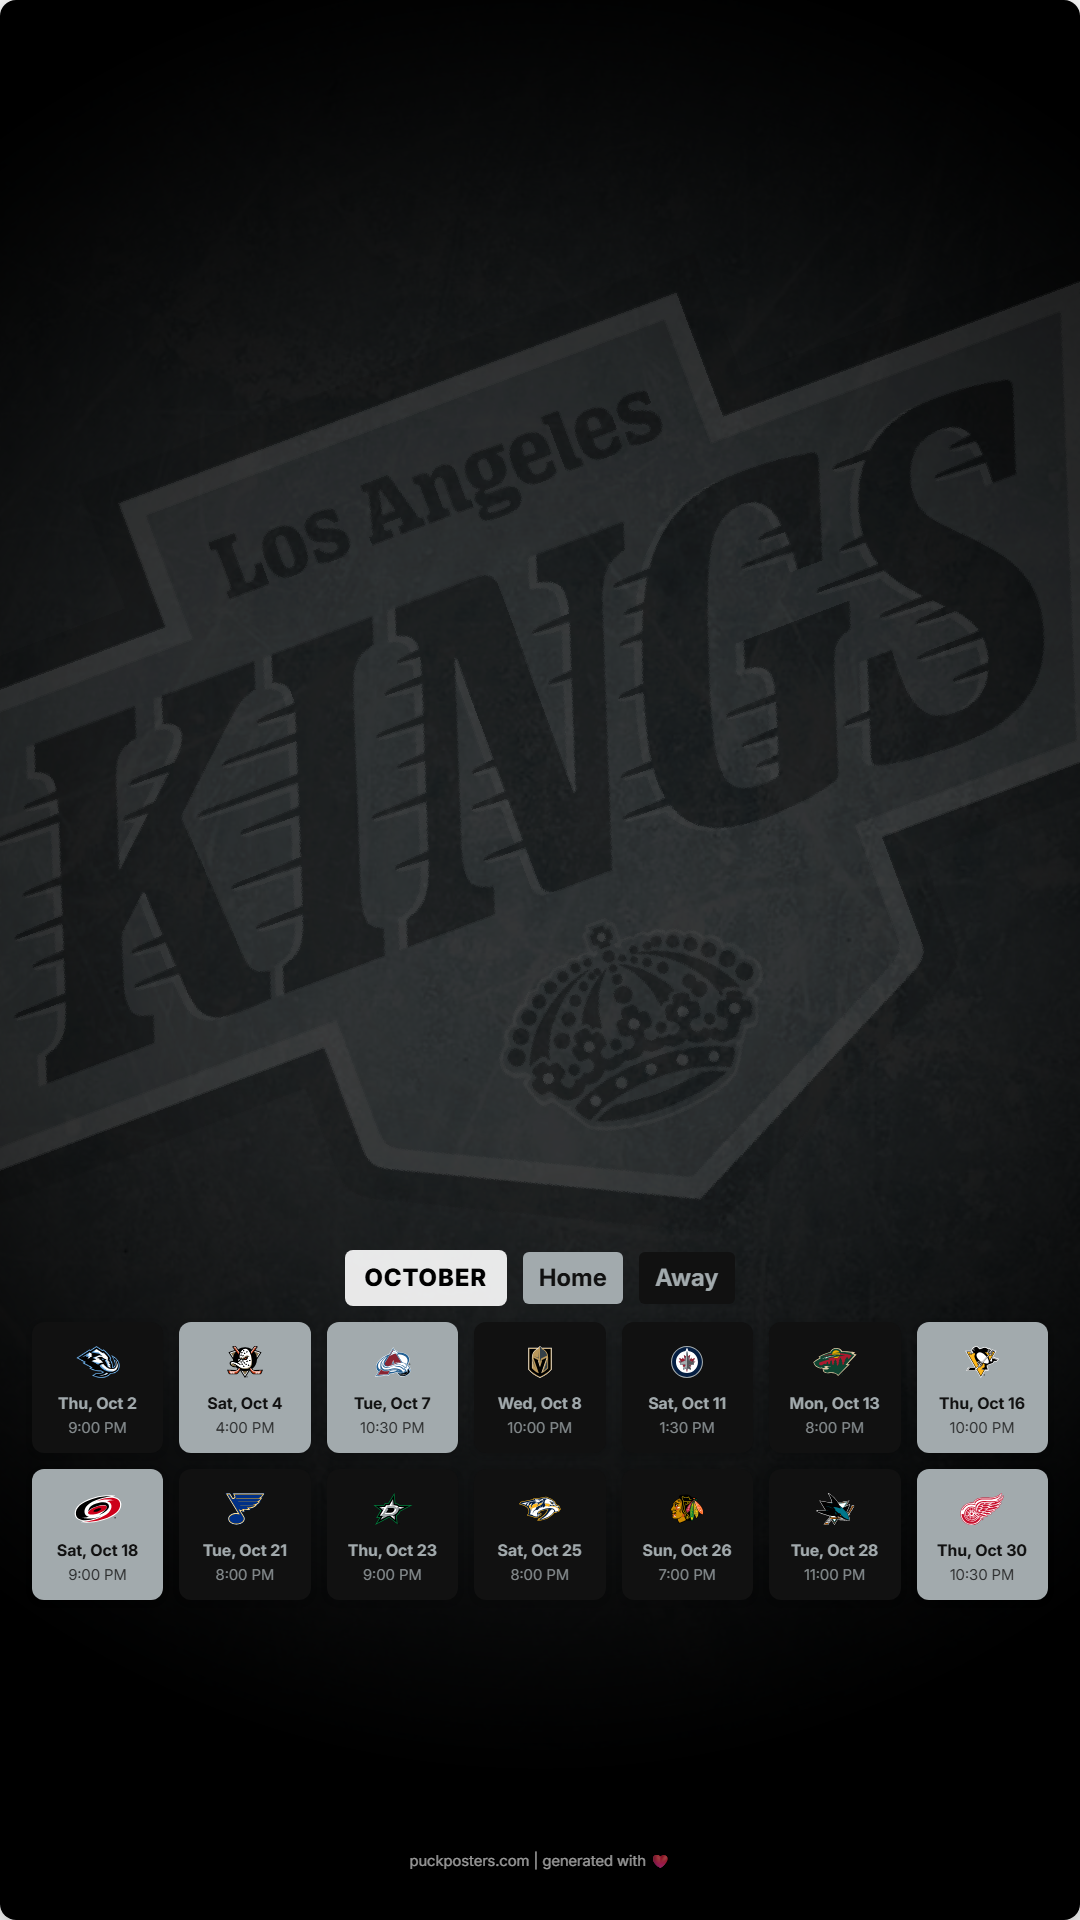 Los Angeles
KINGS
OCTOBER Home Away
Thu, Oct 2 Sat, Oct 4 Tue, Oct 7 Wed, Oct 8 Sat, Oct 11 Mon, Oct 13 Thu, Oct 16
9:00 PM 4:00 PM 10:30 PM 10:00 PM 1:30 PM 8:00 PM 10:00 PM
Sat, Oct 18 Tue, Oct 21 Thu, Oct 23 Sat, Oct 25 Sun, Oct 26 Tue, Oct 28 Thu, Oct 30
9:00 PM 8:00 PM 9:00 PM 8:00 PM 7:00 PM 11:00 PM 10:30 PM
puckposters.com | generated with ❤️